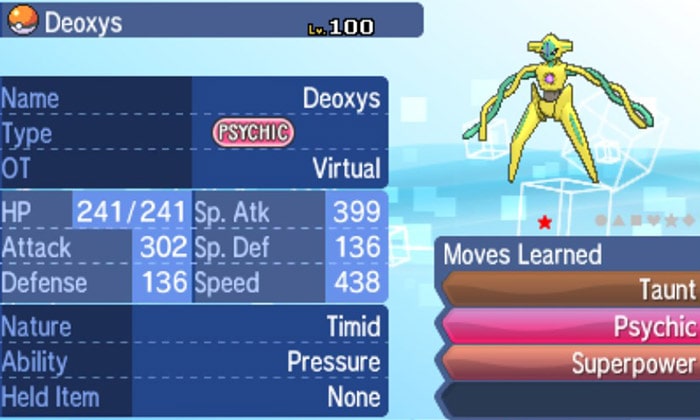 Deoxys Lv.100
Name Deoxys
Type PSYCHIC
OT Virtual
HP 241/241 Sp. Atk 399
Attack 302 Sp. Def 136
Defense 136 Speed 438
Nature Timid
Ability Pressure
Held Item None
Moves Learned
Taunt
Psychic
Superpower